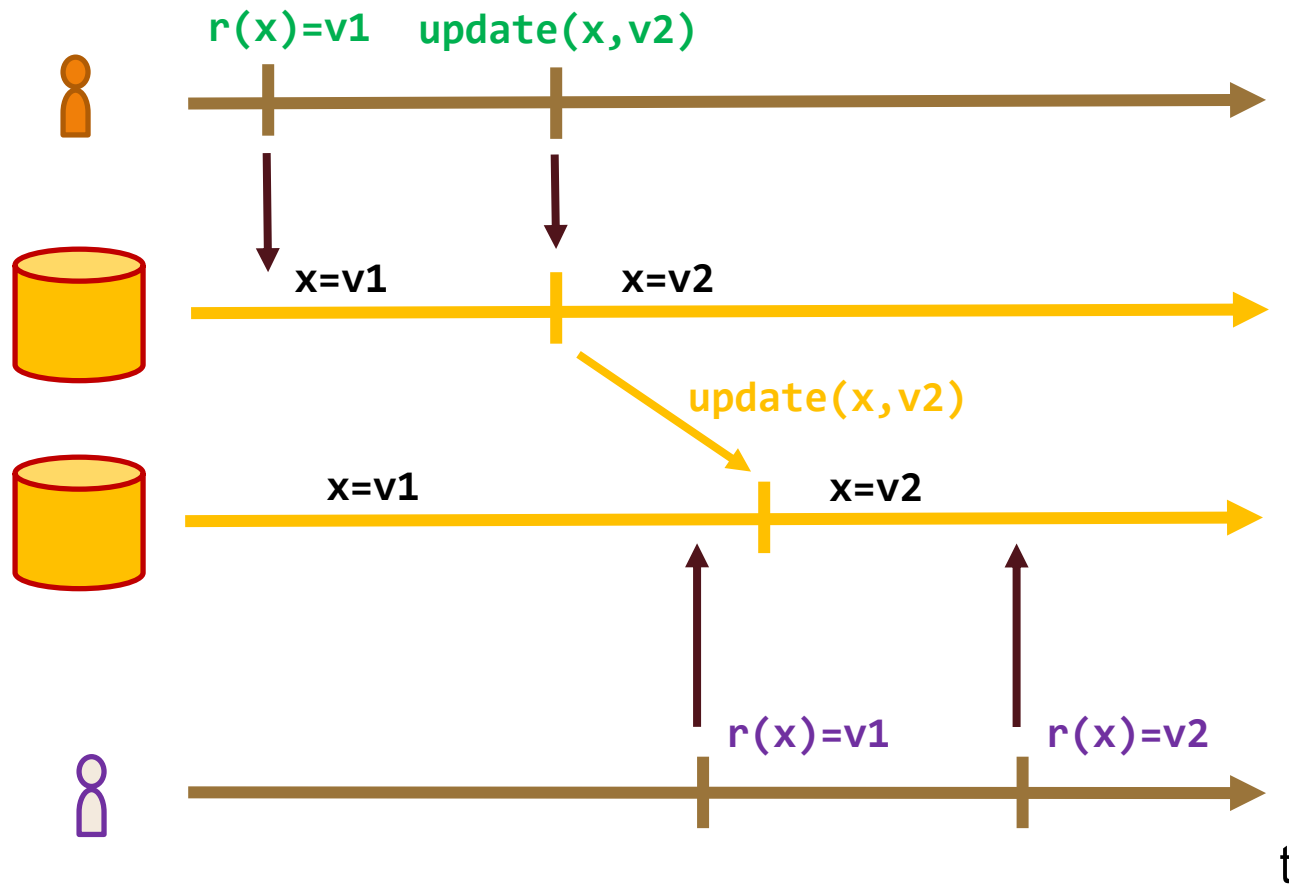 r(x)=v1 update(x,v2)
x=v1 x=v2
update(x,v2)
x=v1 x=v2
r(x)=v1 r(x)=v2
t